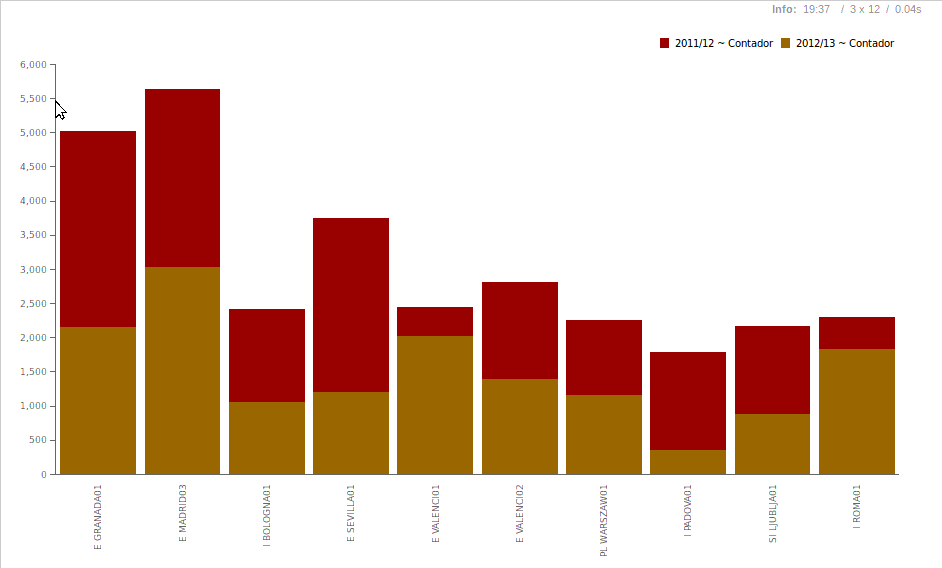 Info: 19:37 / 3 x 12 / 0.04s
2011/12 ~ Contador 2012/13 ~ Contador
6,000
5,500
5,000
4,500
4,000
3,500
3,000
2,500
2,000
1,500
1,000
500
0
E GRANADA01
E MADRID03
I BOLOGNA01
E SEVILLA01
E VALENCI01
E VALENCI02
PL WARSZAW01
I PADOVA01
SI LJUBLJA01
I ROMA01